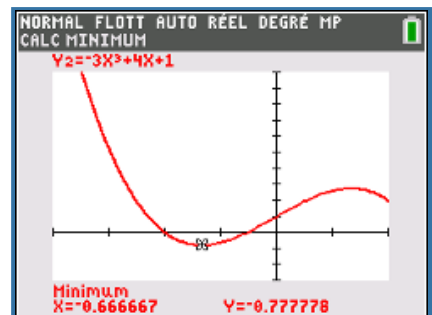 NORMAL FLOTT AUTO RÉEL DEGRÉ MP
CALC MINIMUM
Y2=⁻3X³+4X+1
Minimum
X=⁻0.666667 Y=⁻0.777778